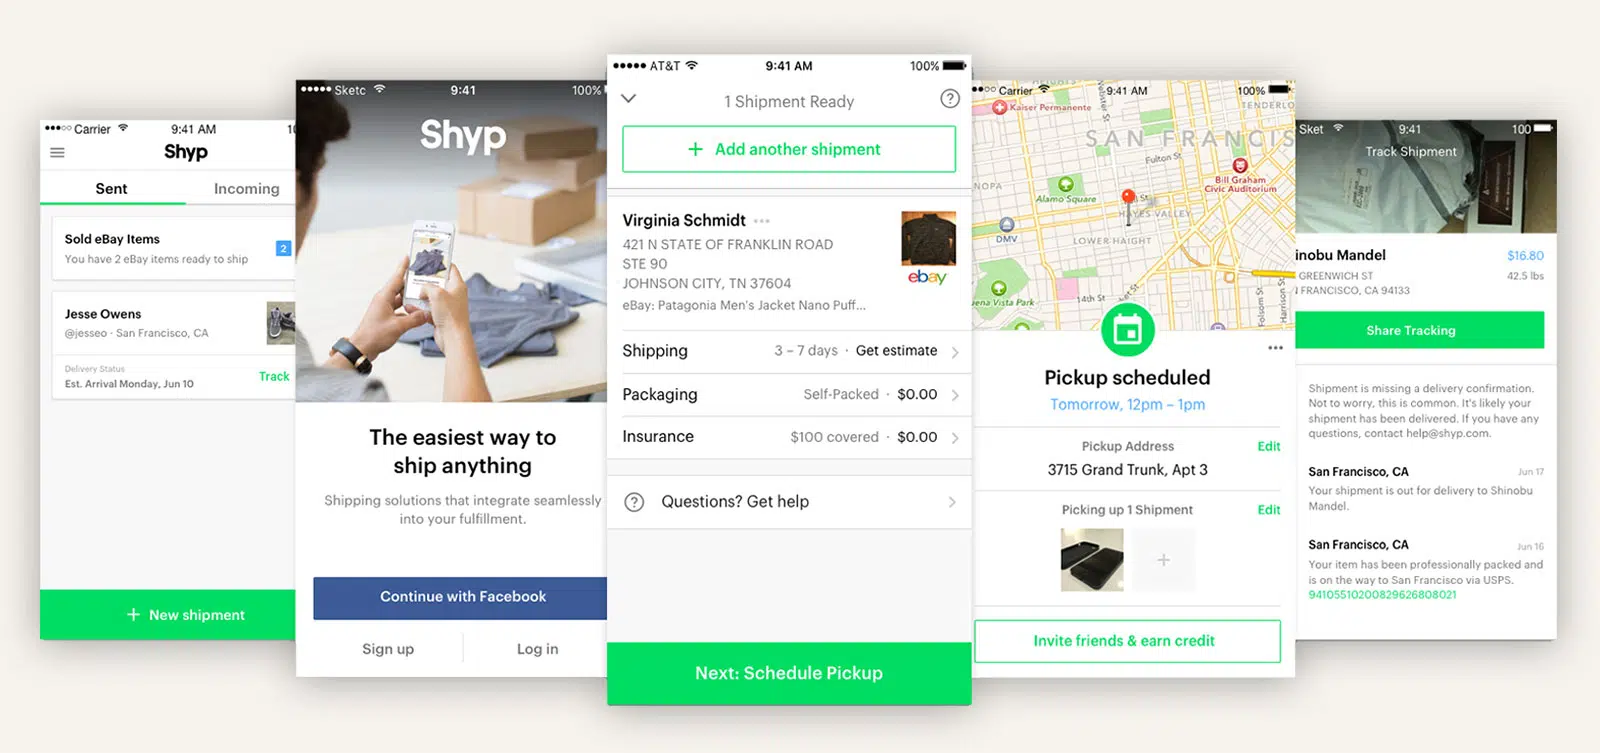 Carrier 9:41 AM 10
Shyp
Sent Incoming
Sold eBay Items
You have 2 eBay items ready to ship
2
Jesse Owens
@jesseo · San Francisco, CA
Delivery Status
Est. Arrival Monday, Jun 10
Track
+ New shipment
Sketc 9:41 100%
Shyp
The easiest way to
ship anything
Shipping solutions that integrate seamlessly
into your fulfillment.
Continue with Facebook
Sign up Log in
AT&T 9:41 AM 100%
1 Shipment Ready ?
+ Add another shipment
Virginia Schmidt ···
421 N STATE OF FRANKLIN ROAD
STE 90
JOHNSON CITY, TN 37604
eBay: Patagonia Men's Jacket Nano Puff...
ebay
Shipping 3 – 7 days · Get estimate
Packaging Self-Packed · $0.00
Insurance $100 covered · $0.00
? Questions? Get help
Next: Schedule Pickup
Carrier 9:41 AM 100%
Kaiser Permanente
TENDERLO
SAN FRANCIS
Fulton St
Bill Graham
Civic Auditorium
NOPA
Alamo Square
HAYES VALLEY
DMV
LOWER HAIGHT
uena Vista Park
14th St
Market St
Folsom St
Harrison St
Webster St
Pickup scheduled
Tomorrow, 12pm – 1pm
Pickup Address Edit
3715 Grand Trunk, Apt 3
Picking up 1 Shipment Edit
+
Invite friends & earn credit
Sket 9:41 100
Track Shipment
inobu Mandel $16.80
GREENWICH ST 42.5 lbs
FRANCISCO, CA 94133
Share Tracking
Shipment is missing a delivery confirmation.
Not to worry, this is common. It's likely your
shipment has been delivered. If you have any
questions, contact help@shyp.com.
San Francisco, CA Jun 17
Your shipment is out for delivery to Shinobu
Mandel.
San Francisco, CA Jun 16
Your item has been professionally packed and
is on the way to San Francisco via USPS.
94105510200829626808021